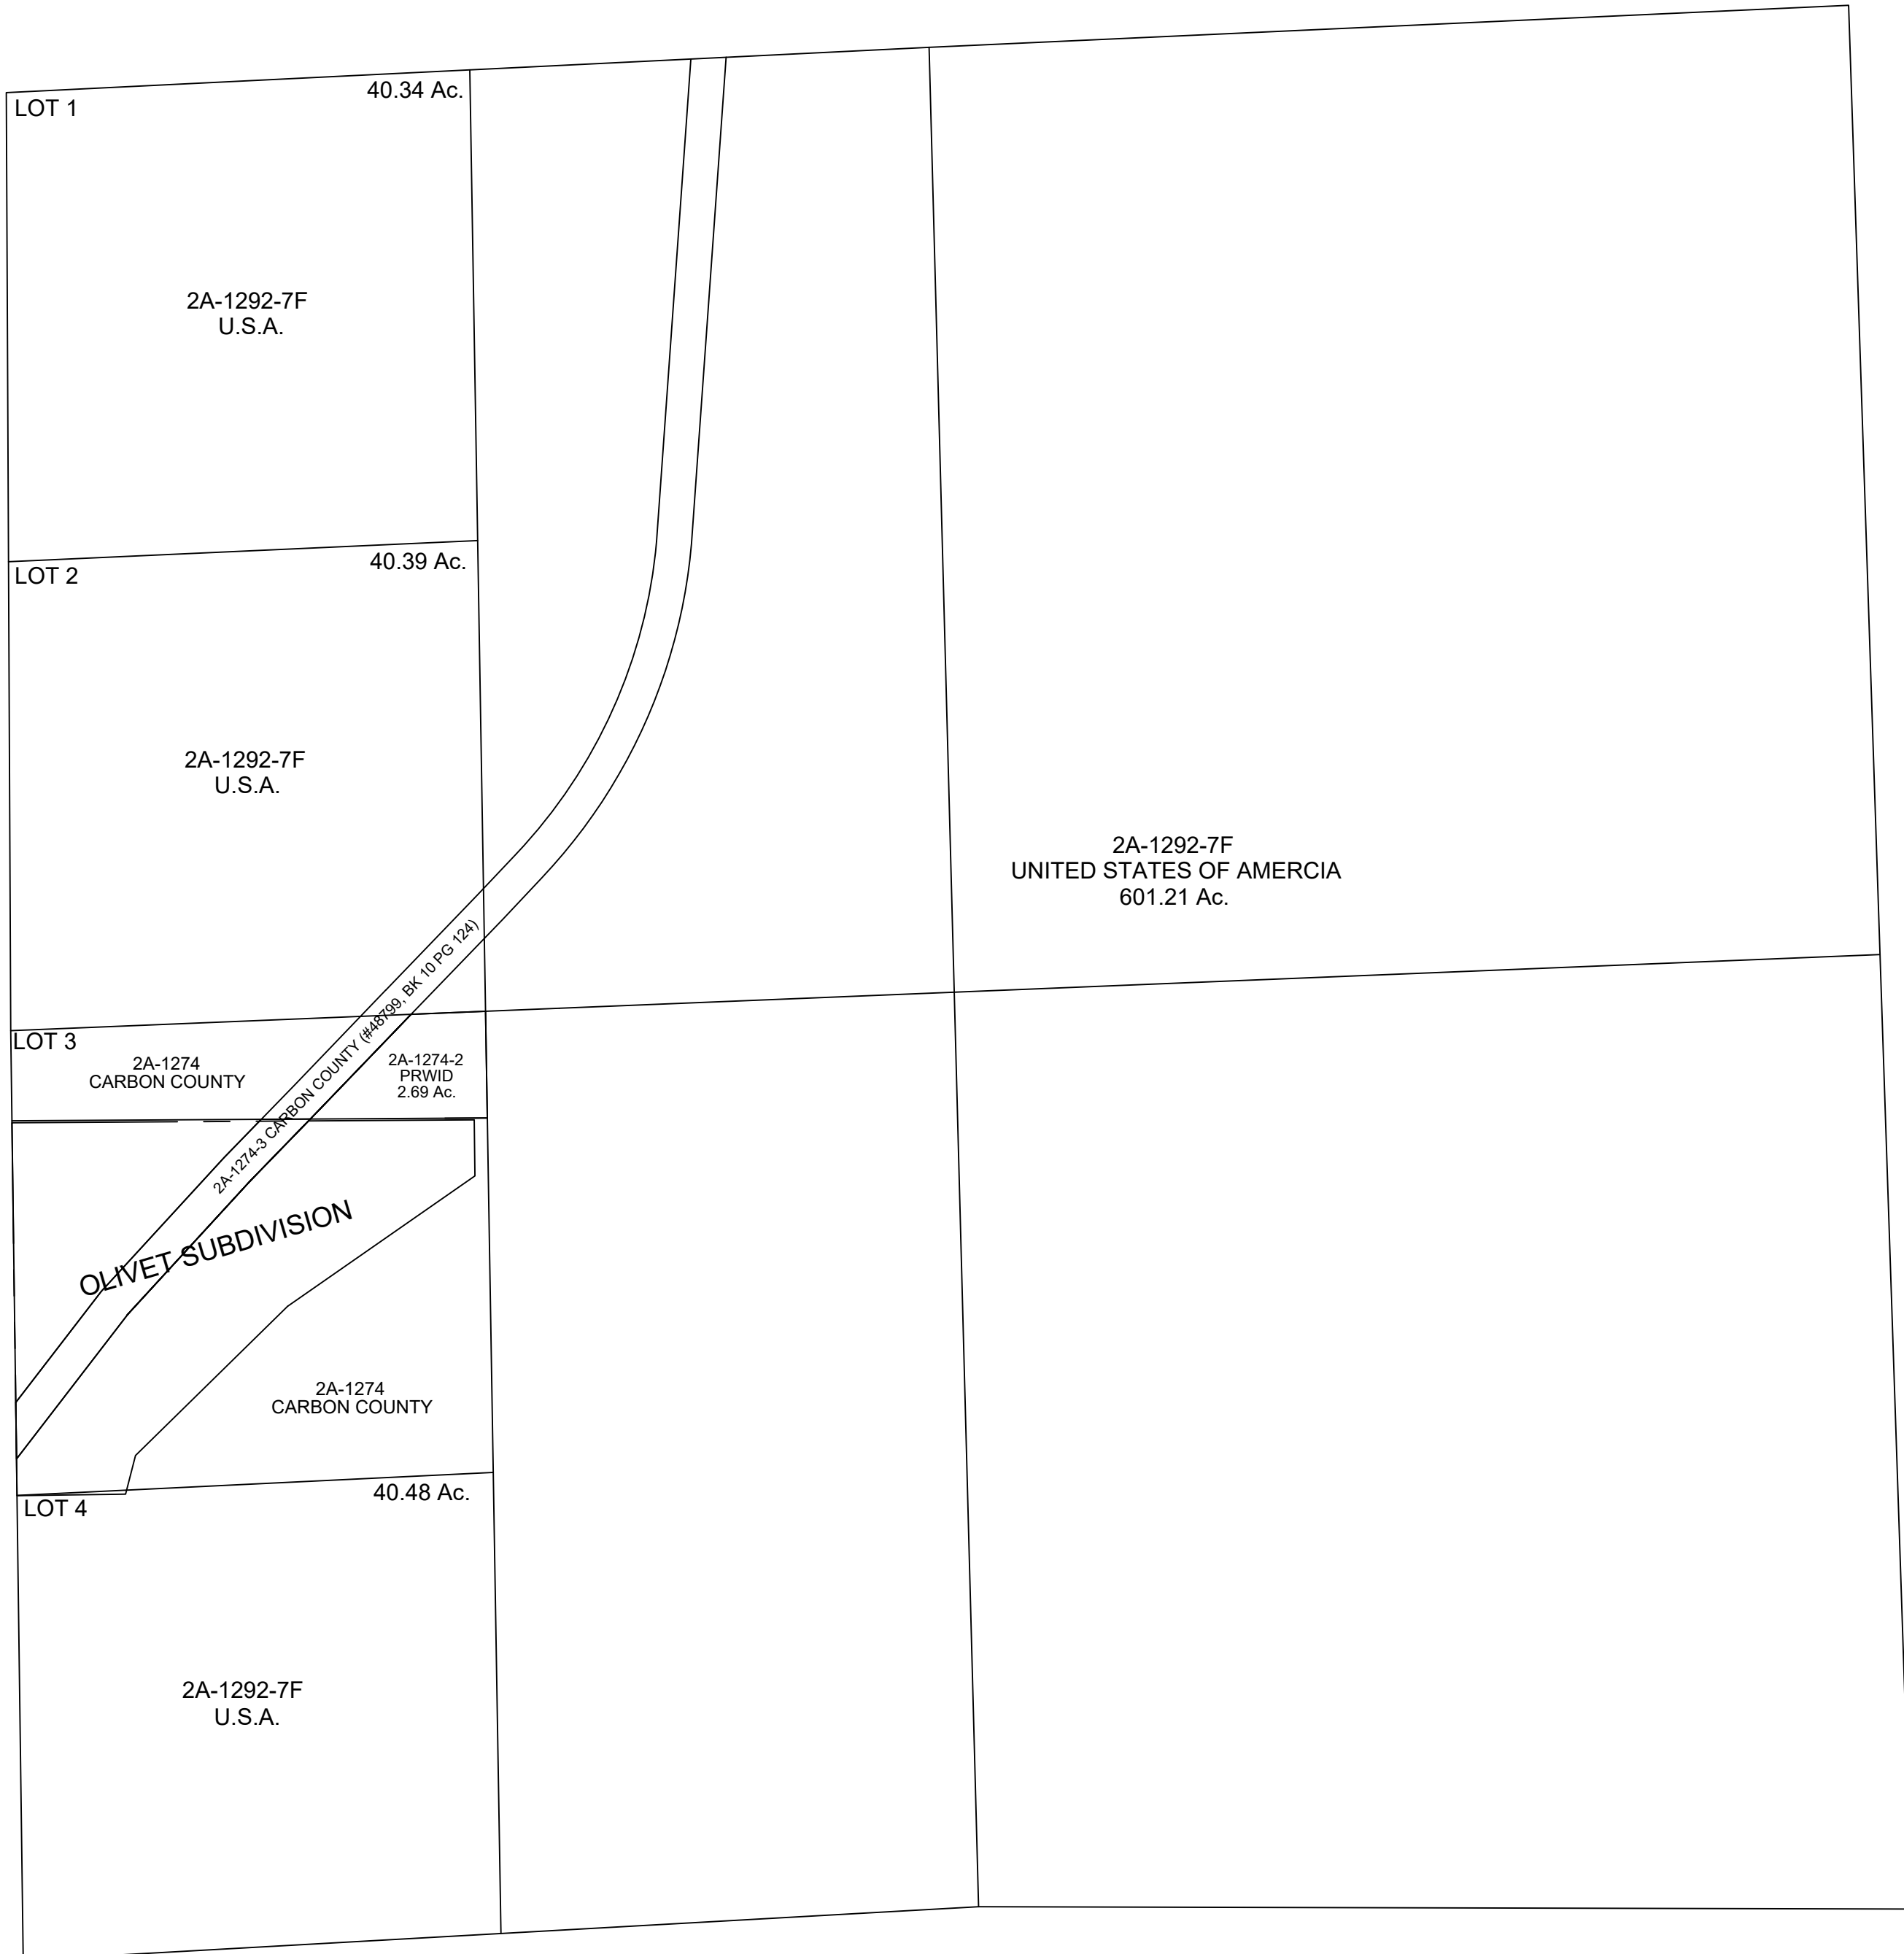 40.34 Ac.
LOT 1
2A-1292-7F
U.S.A.
40.39 Ac.
LOT 2
2A-1292-7F
U.S.A.
2A-1292-7F
UNITED STATES OF AMERCIA
601.21 Ac.
2A-1274-3 CARBON COUNTY (#48799, BK 10 PG 124)
LOT 3
2A-1274
CARBON COUNTY
2A-1274-2
PRWID
2.69 Ac.
OLIVET SUBDIVISION
2A-1274
CARBON COUNTY
40.48 Ac.
LOT 4
2A-1292-7F
U.S.A.